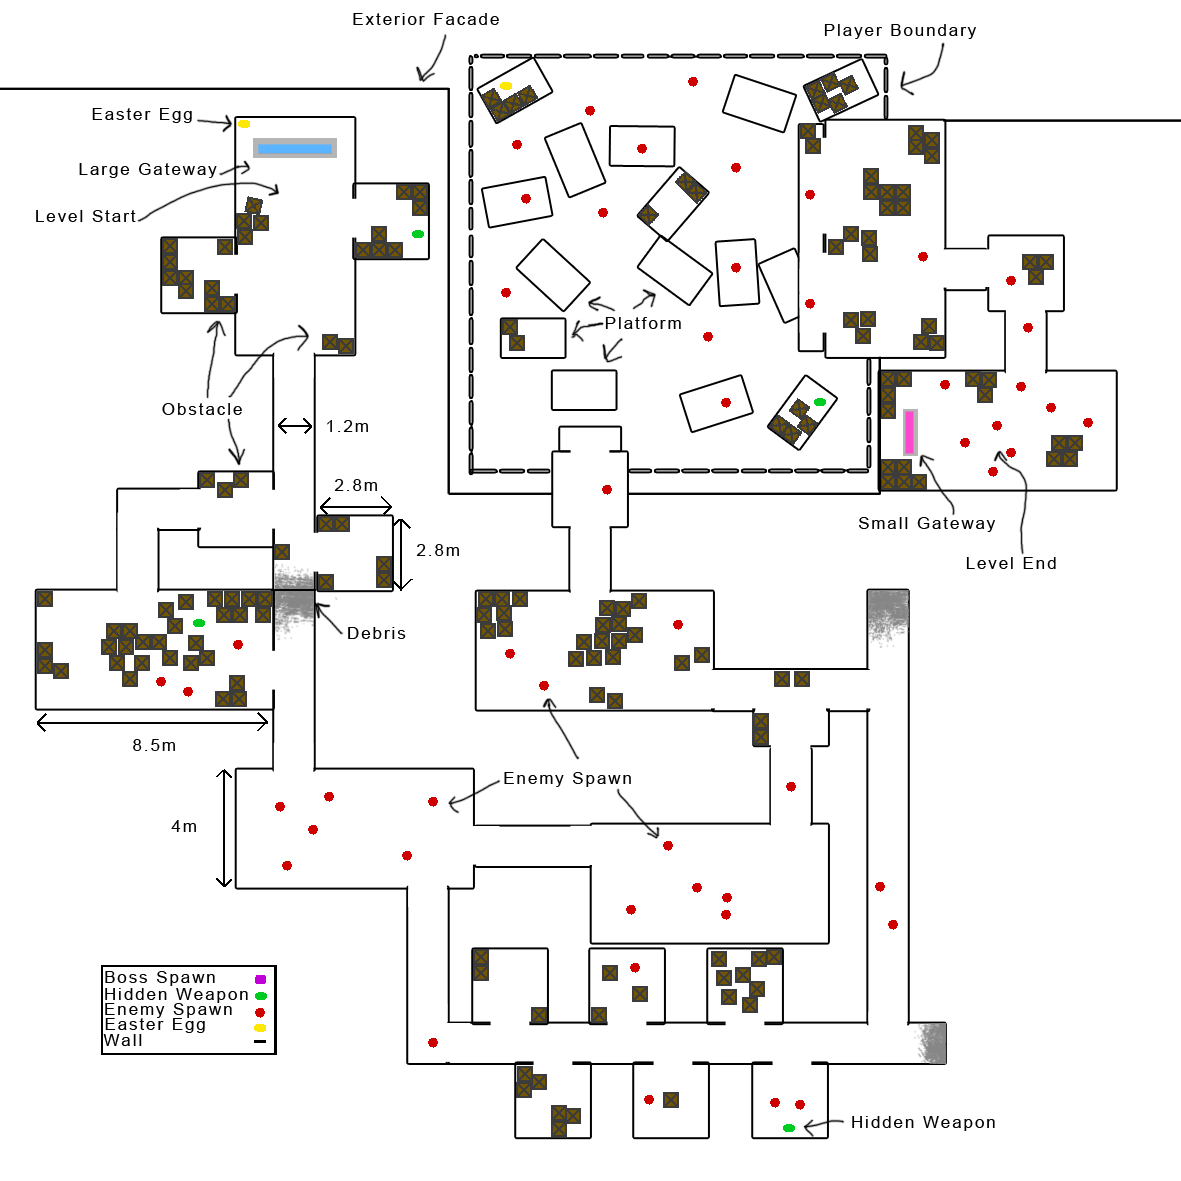 Exterior Facade
Player Boundary
Easter Egg
Large Gateway
Level Start
Platform
Obstacle
1.2m
2.8m
2.8m
Small Gateway
Level End
Debris
8.5m
Enemy Spawn
4m
Boss Spawn
Hidden Weapon
Enemy Spawn
Easter Egg
Wall
Hidden Weapon